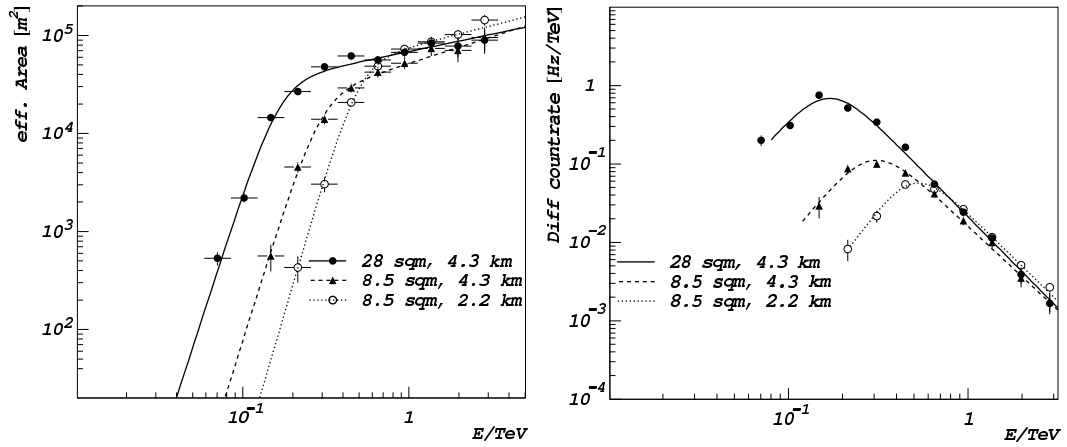 eff. Area [m²]
10⁵
10⁴
10³
10²
28 sqm, 4.3 km
8.5 sqm, 4.3 km
8.5 sqm, 2.2 km
10⁻¹
1
E/TeV
Diff countrate [Hz/TeV]
1
10⁻¹
10⁻²
10⁻³
10⁻⁴
28 sqm, 4.3 km
8.5 sqm, 4.3 km
8.5 sqm, 2.2 km
10⁻¹
1
E/TeV